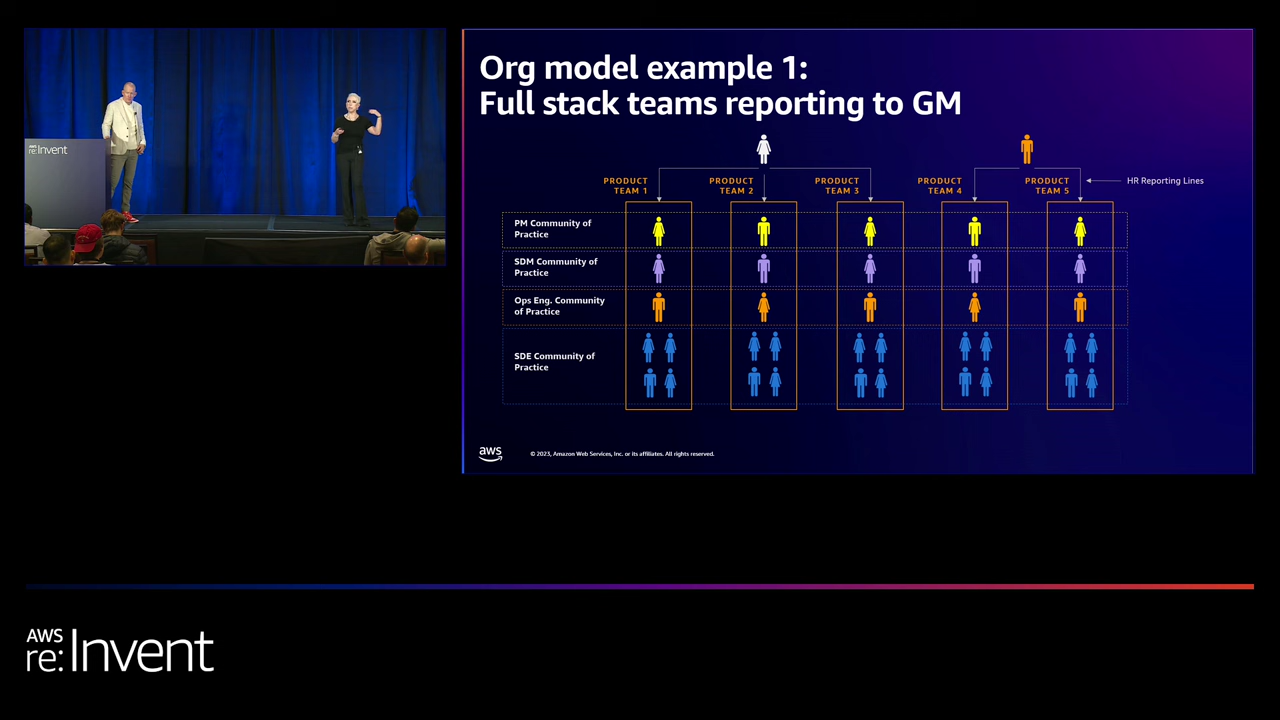 AWS
re:Invent
Org model example 1:
Full stack teams reporting to GM
PRODUCT
TEAM 1
PRODUCT
TEAM 2
PRODUCT
TEAM 3
PRODUCT
TEAM 4
PRODUCT
TEAM 5
HR Reporting Lines
PM Community of
Practice
SDM Community of
Practice
Ops Eng. Community
of Practice
SDE Community of
Practice
aws
© 2023, Amazon Web Services, Inc. or its affiliates. All rights reserved.
AWS
re:Invent